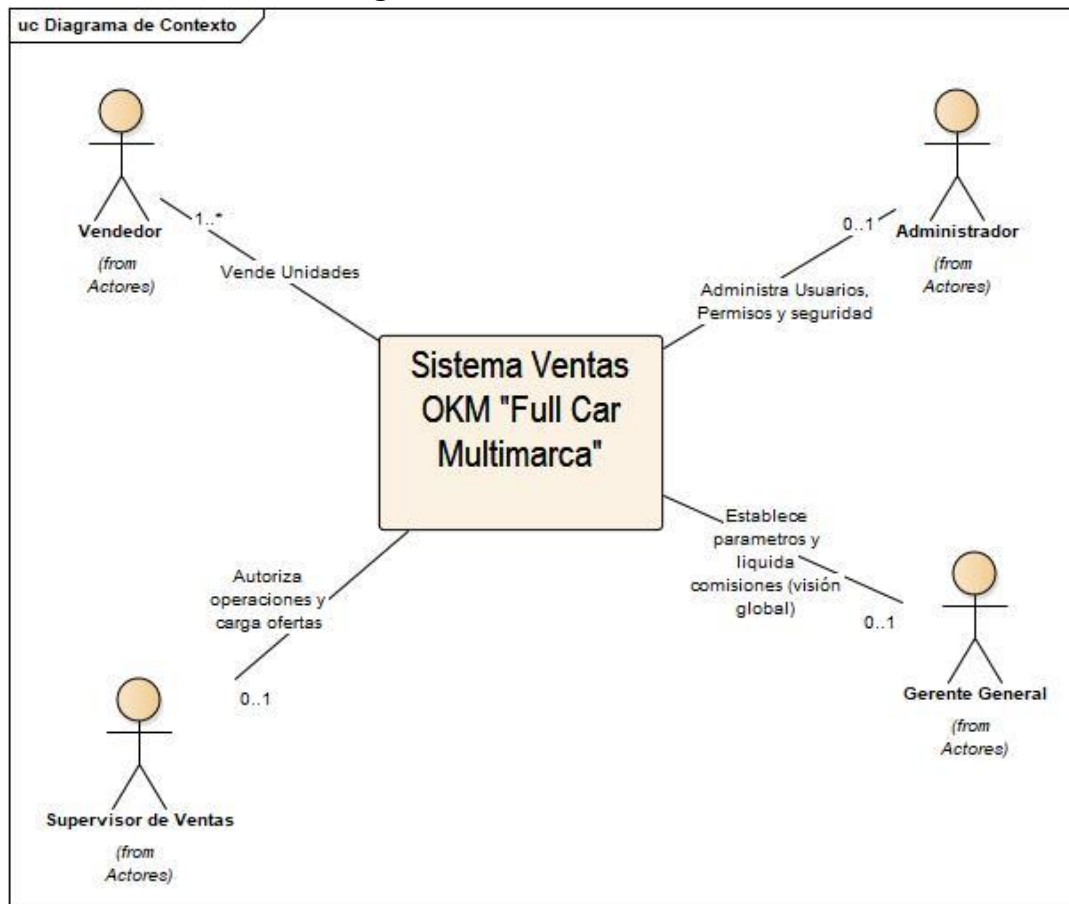 uc Diagrama de Contexto
Vendedor
(from
Actores)
1..*
Vende Unidades
0..1
Administrador
(from
Actores)
Administra Usuarios,
Permisos y seguridad
Sistema Ventas
OKM "Full Car
Multimarca"
Establece
parametros y
liquida
comisiones (visión
global)
0..1
Gerente General
(from
Actores)
Autoriza
operaciones y
carga ofertas
0..1
Supervisor de Ventas
(from
Actores)